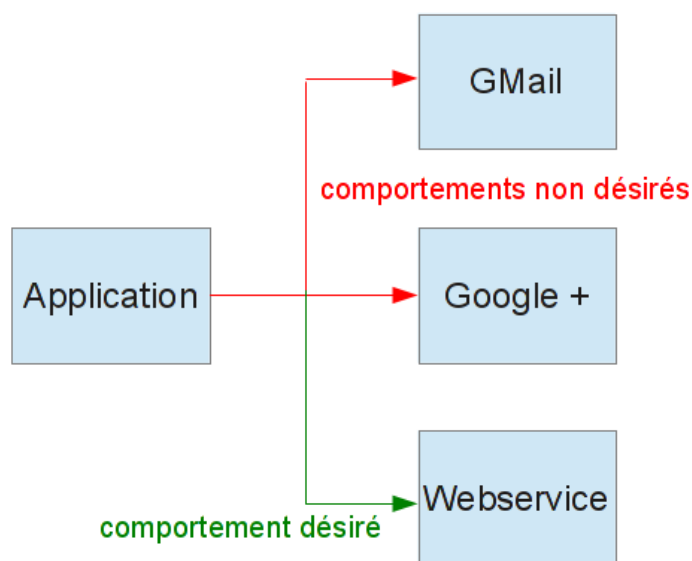 GMail
comportements non désirés
Application
Google +
Webservice
comportement désiré